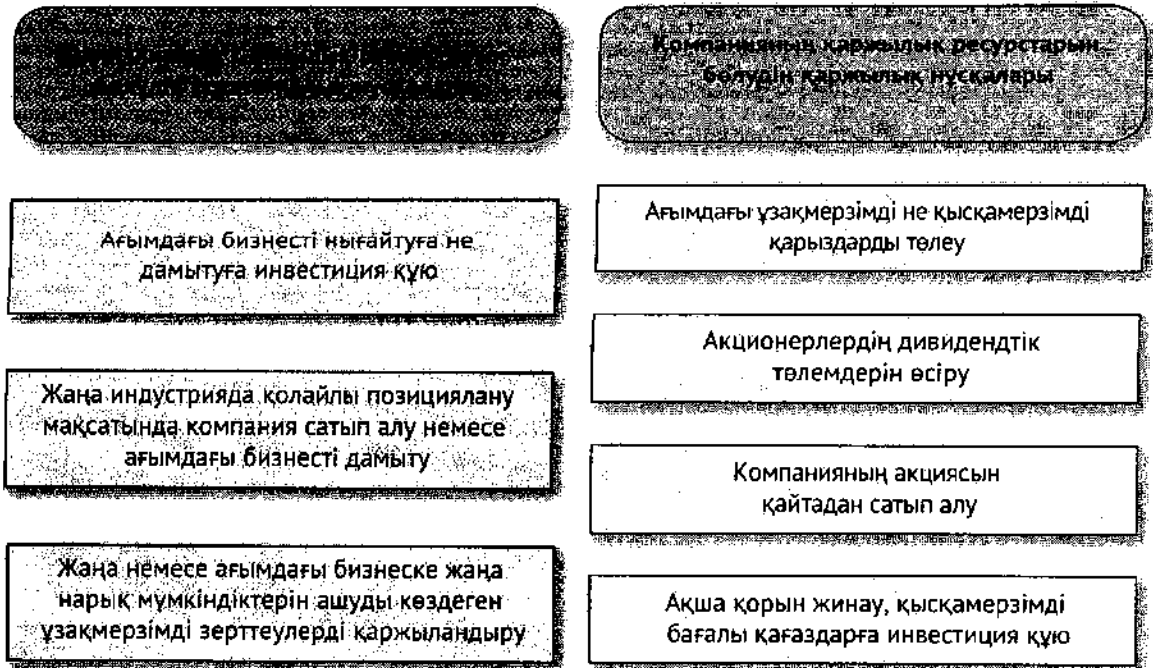 Компанияның қаржылық ресурстарын
бөлудің қаржылық нұсқалары
Ағымдағы бизнесті нығайтуға не
дамытуға инвестиция құю
Жаңа индустрияда қолайлы позициялану
мақсатында компания сатып алу немесе
ағымдағы бизнесті дамыту
Жаңа немесе ағымдағы бизнеске жаңа
нарық мүмкіндіктерін ашуды көздеген
ұзақмерзімді зерттеулерді қаржыландыру
Ағымдағы ұзақмерзімді не қысқамерзімді
қарыздарды төлеу
Акционерлердің дивидендтік
төлемдерін өсіру
Компанияның акциясын
қайтадан сатып алу
Ақша қорын жинау, қысқамерзімді
бағалы қағаздарға инвестиция құю